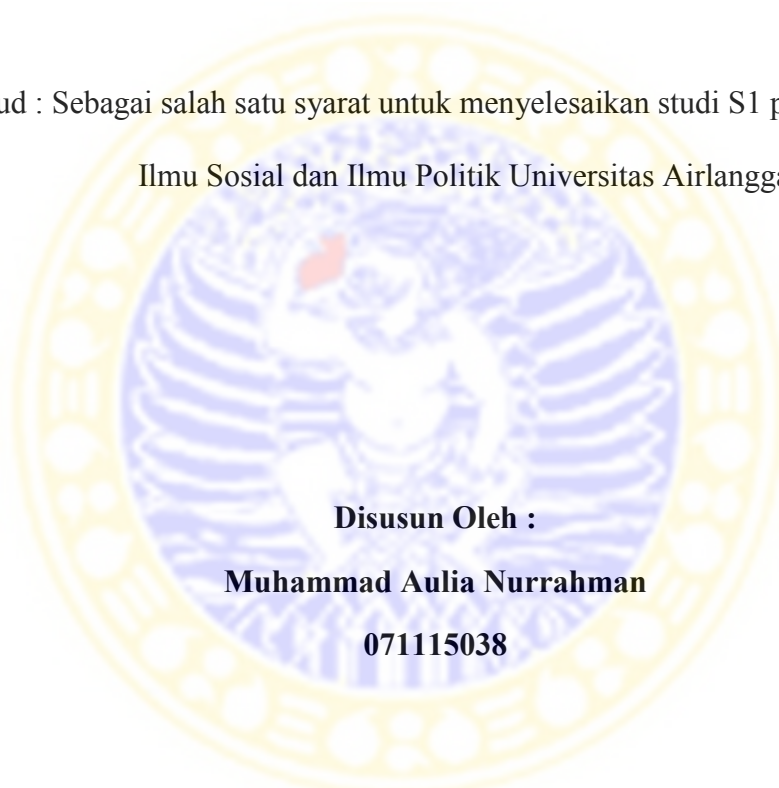 ud : Sebagai salah satu syarat untuk menyelesaikan studi S1 p
Ilmu Sosial dan Ilmu Politik Universitas Airlangga
Disusun Oleh :
Muhammad Aulia Nurrahman
071115038